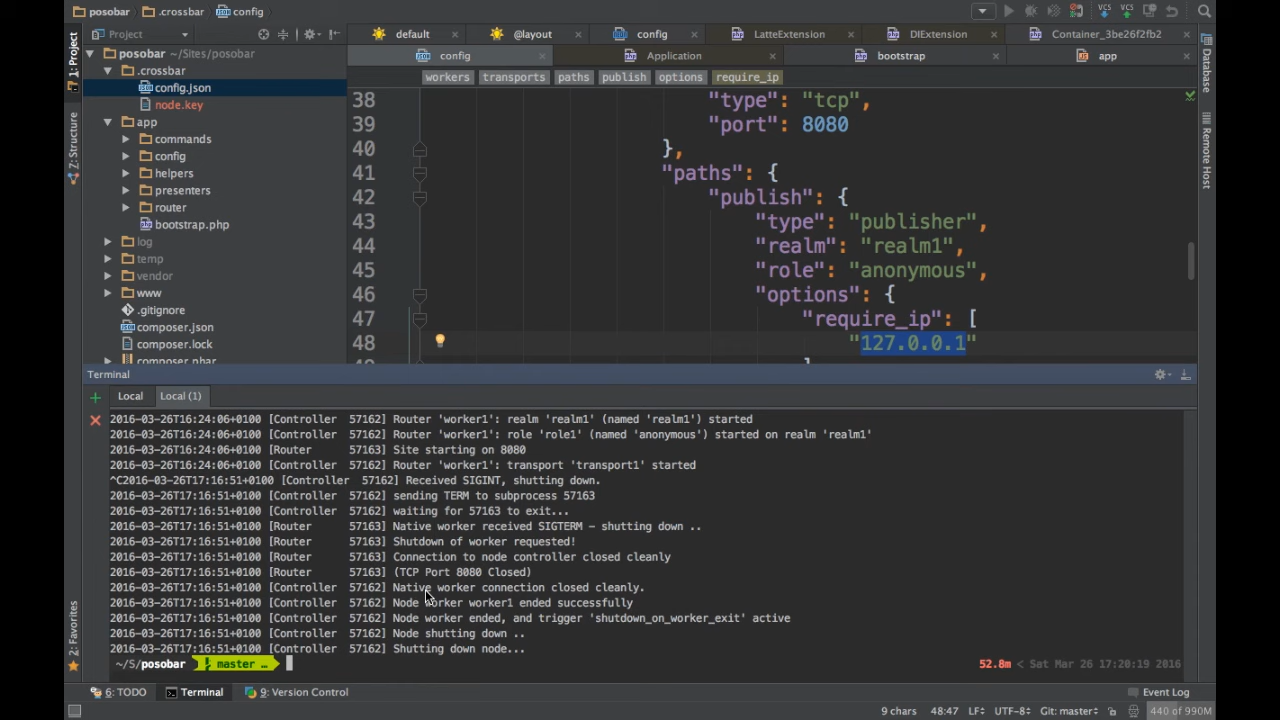 posobar
.crossbar
config
VCS
VCS
Project
default
@layout
config
LatteExtension
DIExtension
Container_3be26f2fb2
posobar ~/Sites/posobar
config
Application
bootstrap
app
.crossbar
config.json
node.key
app
commands
config
helpers
presenters
router
bootstrap.php
log
temp
vendor
www
.gitignore
composer.json
composer.lock
composer.phar
1: Project
Z: Structure
2: Favorites
Database
Remote Host
workers
transports
paths
publish
options
require_ip
38 "type": "tcp",
39 "port": 8080
40 },
41 "paths": {
42 "publish": {
43 "type": "publisher",
44 "realm": "realm1",
45 "role": "anonymous",
46 "options": {
47 "require_ip": [
48 "127.0.0.1"
Terminal
Local
Local (1)
2016-03-26T16:24:06+0100 [Controller 57162] Router 'worker1': realm 'realm1' (named 'realm1') started
2016-03-26T16:24:06+0100 [Controller 57162] Router 'worker1': role 'role1' (named 'anonymous') started on realm 'realm1'
2016-03-26T16:24:06+0100 [Router 57163] Site starting on 8080
2016-03-26T16:24:06+0100 [Controller 57162] Router 'worker1': transport 'transport1' started
^C2016-03-26T17:16:51+0100 [Controller 57162] Received SIGINT, shutting down.
2016-03-26T17:16:51+0100 [Controller 57162] sending TERM to subprocess 57163
2016-03-26T17:16:51+0100 [Controller 57162] waiting for 57163 to exit...
2016-03-26T17:16:51+0100 [Router 57163] Native worker received SIGTERM - shutting down ..
2016-03-26T17:16:51+0100 [Router 57163] Shutdown of worker requested!
2016-03-26T17:16:51+0100 [Router 57163] Connection to node controller closed cleanly
2016-03-26T17:16:51+0100 [Router 57163] (TCP Port 8080 Closed)
2016-03-26T17:16:51+0100 [Controller 57162] Native worker connection closed cleanly.
2016-03-26T17:16:51+0100 [Controller 57162] Node worker worker1 ended successfully
2016-03-26T17:16:51+0100 [Controller 57162] Node worker ended, and trigger 'shutdown_on_worker_exit' active
2016-03-26T17:16:51+0100 [Controller 57162] Node shutting down ..
2016-03-26T17:16:51+0100 [Controller 57162] Shutting down node...
~/S/posobar master … 52.8m < Sat Mar 26 17:20:19 2016
6: TODO
Terminal
9: Version Control
Event Log
9 chars 48:47 LF÷ UTF-8÷ Git: master÷ 440 of 990M